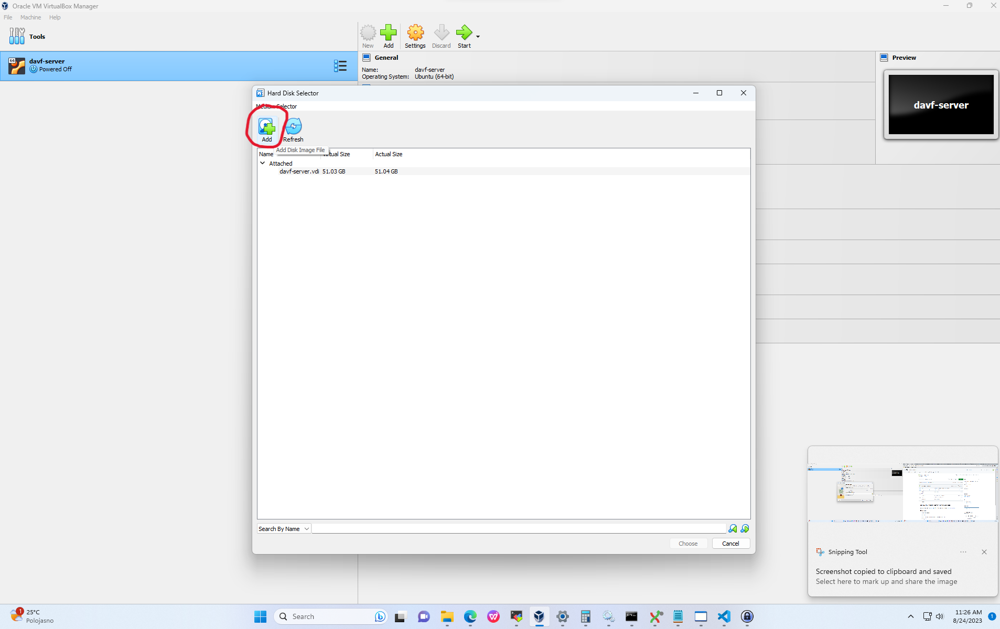 Oracle VM VirtualBox Manager
File Machine Help
Tools
New Add Settings Discard Start
64
davf-server
Powered Off
General
Name: davf-server
Operating System: Ubuntu (64-bit)
Preview
davf-server
Hard Disk Selector
Medium Selector
Add Refresh
Add Disk Image File
Name Virtual Size Actual Size
Attached
davf-server.vdi 51.03 GB 51.04 GB
Search By Name
Choose Cancel
Snipping Tool
Screenshot copied to clipboard and saved
Select here to mark up and share the image
1
25°C
Polojasno
Search
11:26 AM
8/24/2023
1